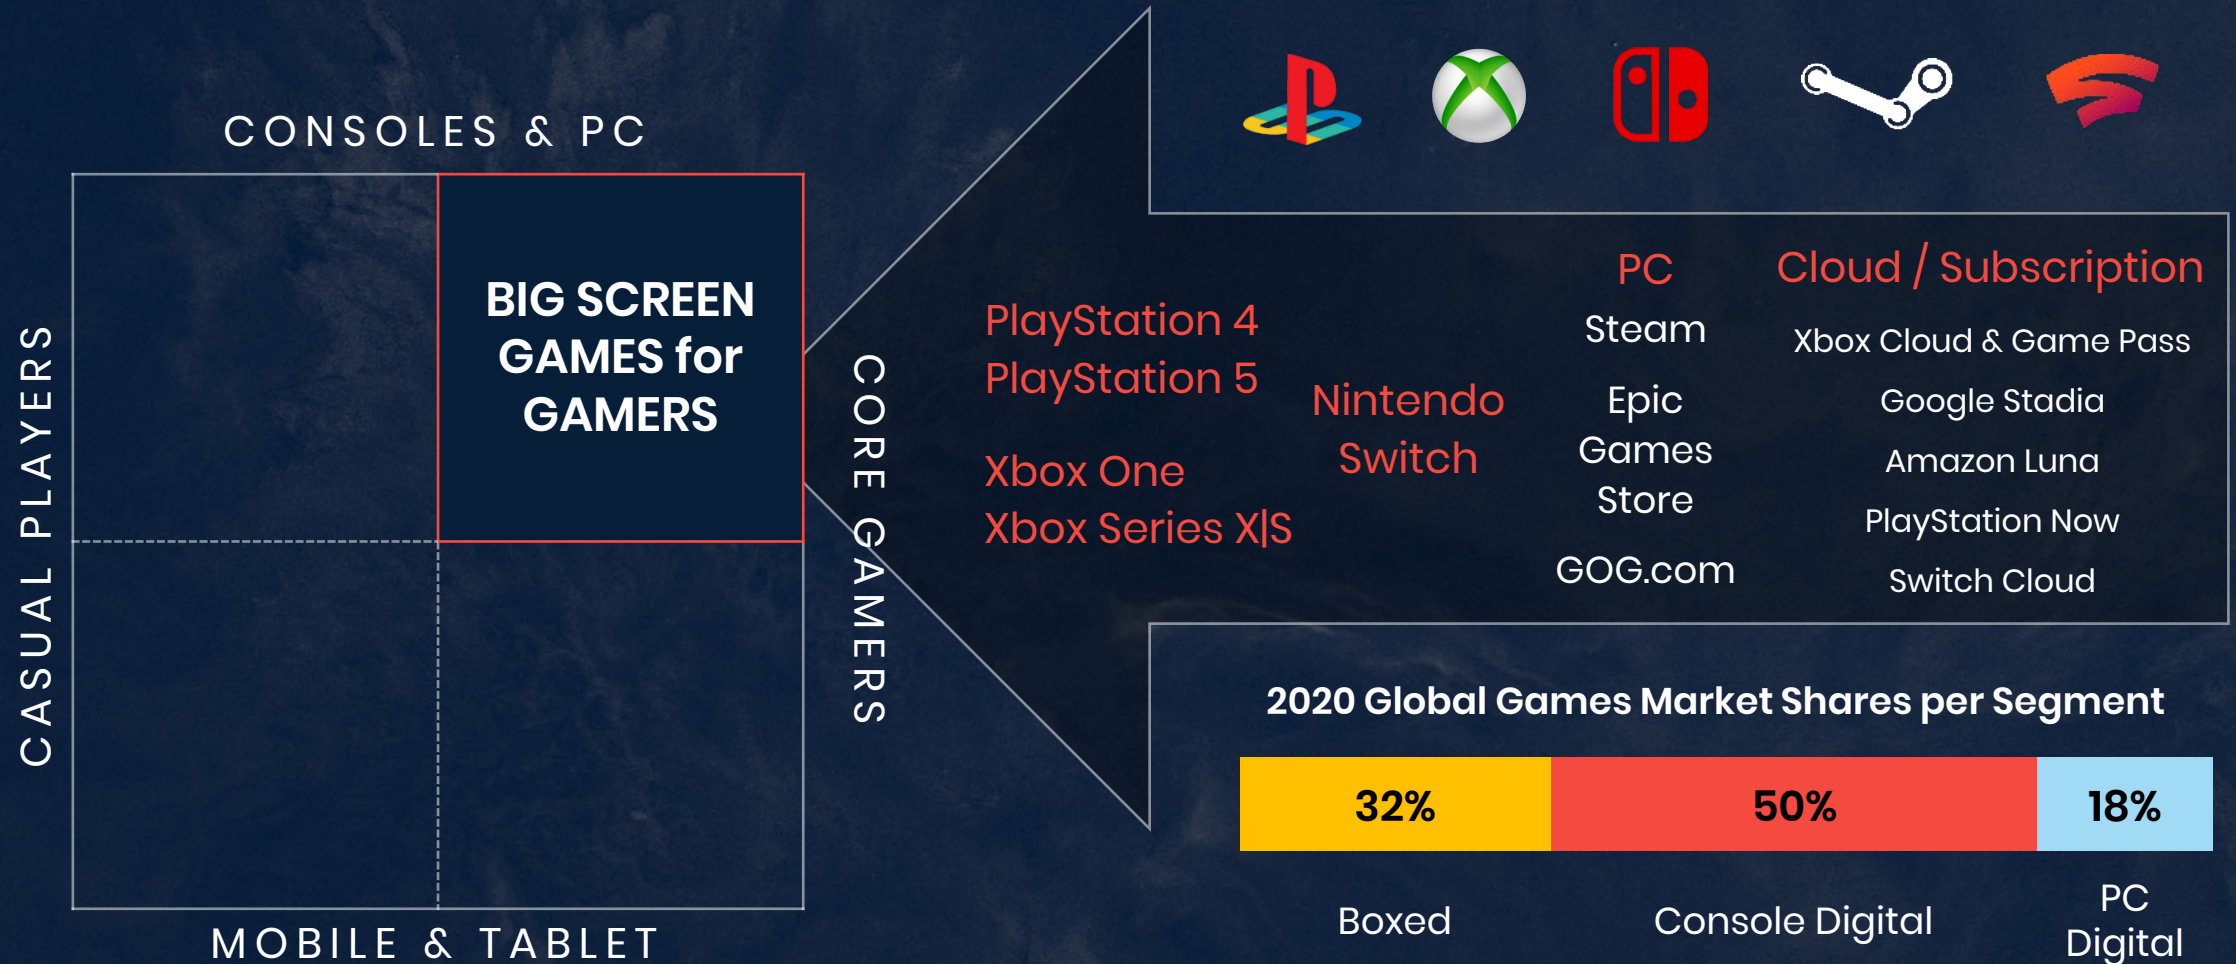 CONSOLES & PC
CASUAL PLAYERS
BIG SCREEN
GAMES for
GAMERS
CORE GAMERS
MOBILE & TABLET
PlayStation 4
PlayStation 5
Xbox One
Xbox Series X|S
Nintendo
Switch
PC
Steam
Epic
Games
Store
GOG.com
Cloud / Subscription
Xbox Cloud & Game Pass
Google Stadia
Amazon Luna
PlayStation Now
Switch Cloud
2020 Global Games Market Shares per Segment
32%
50%
18%
Boxed
Console Digital
PC
Digital